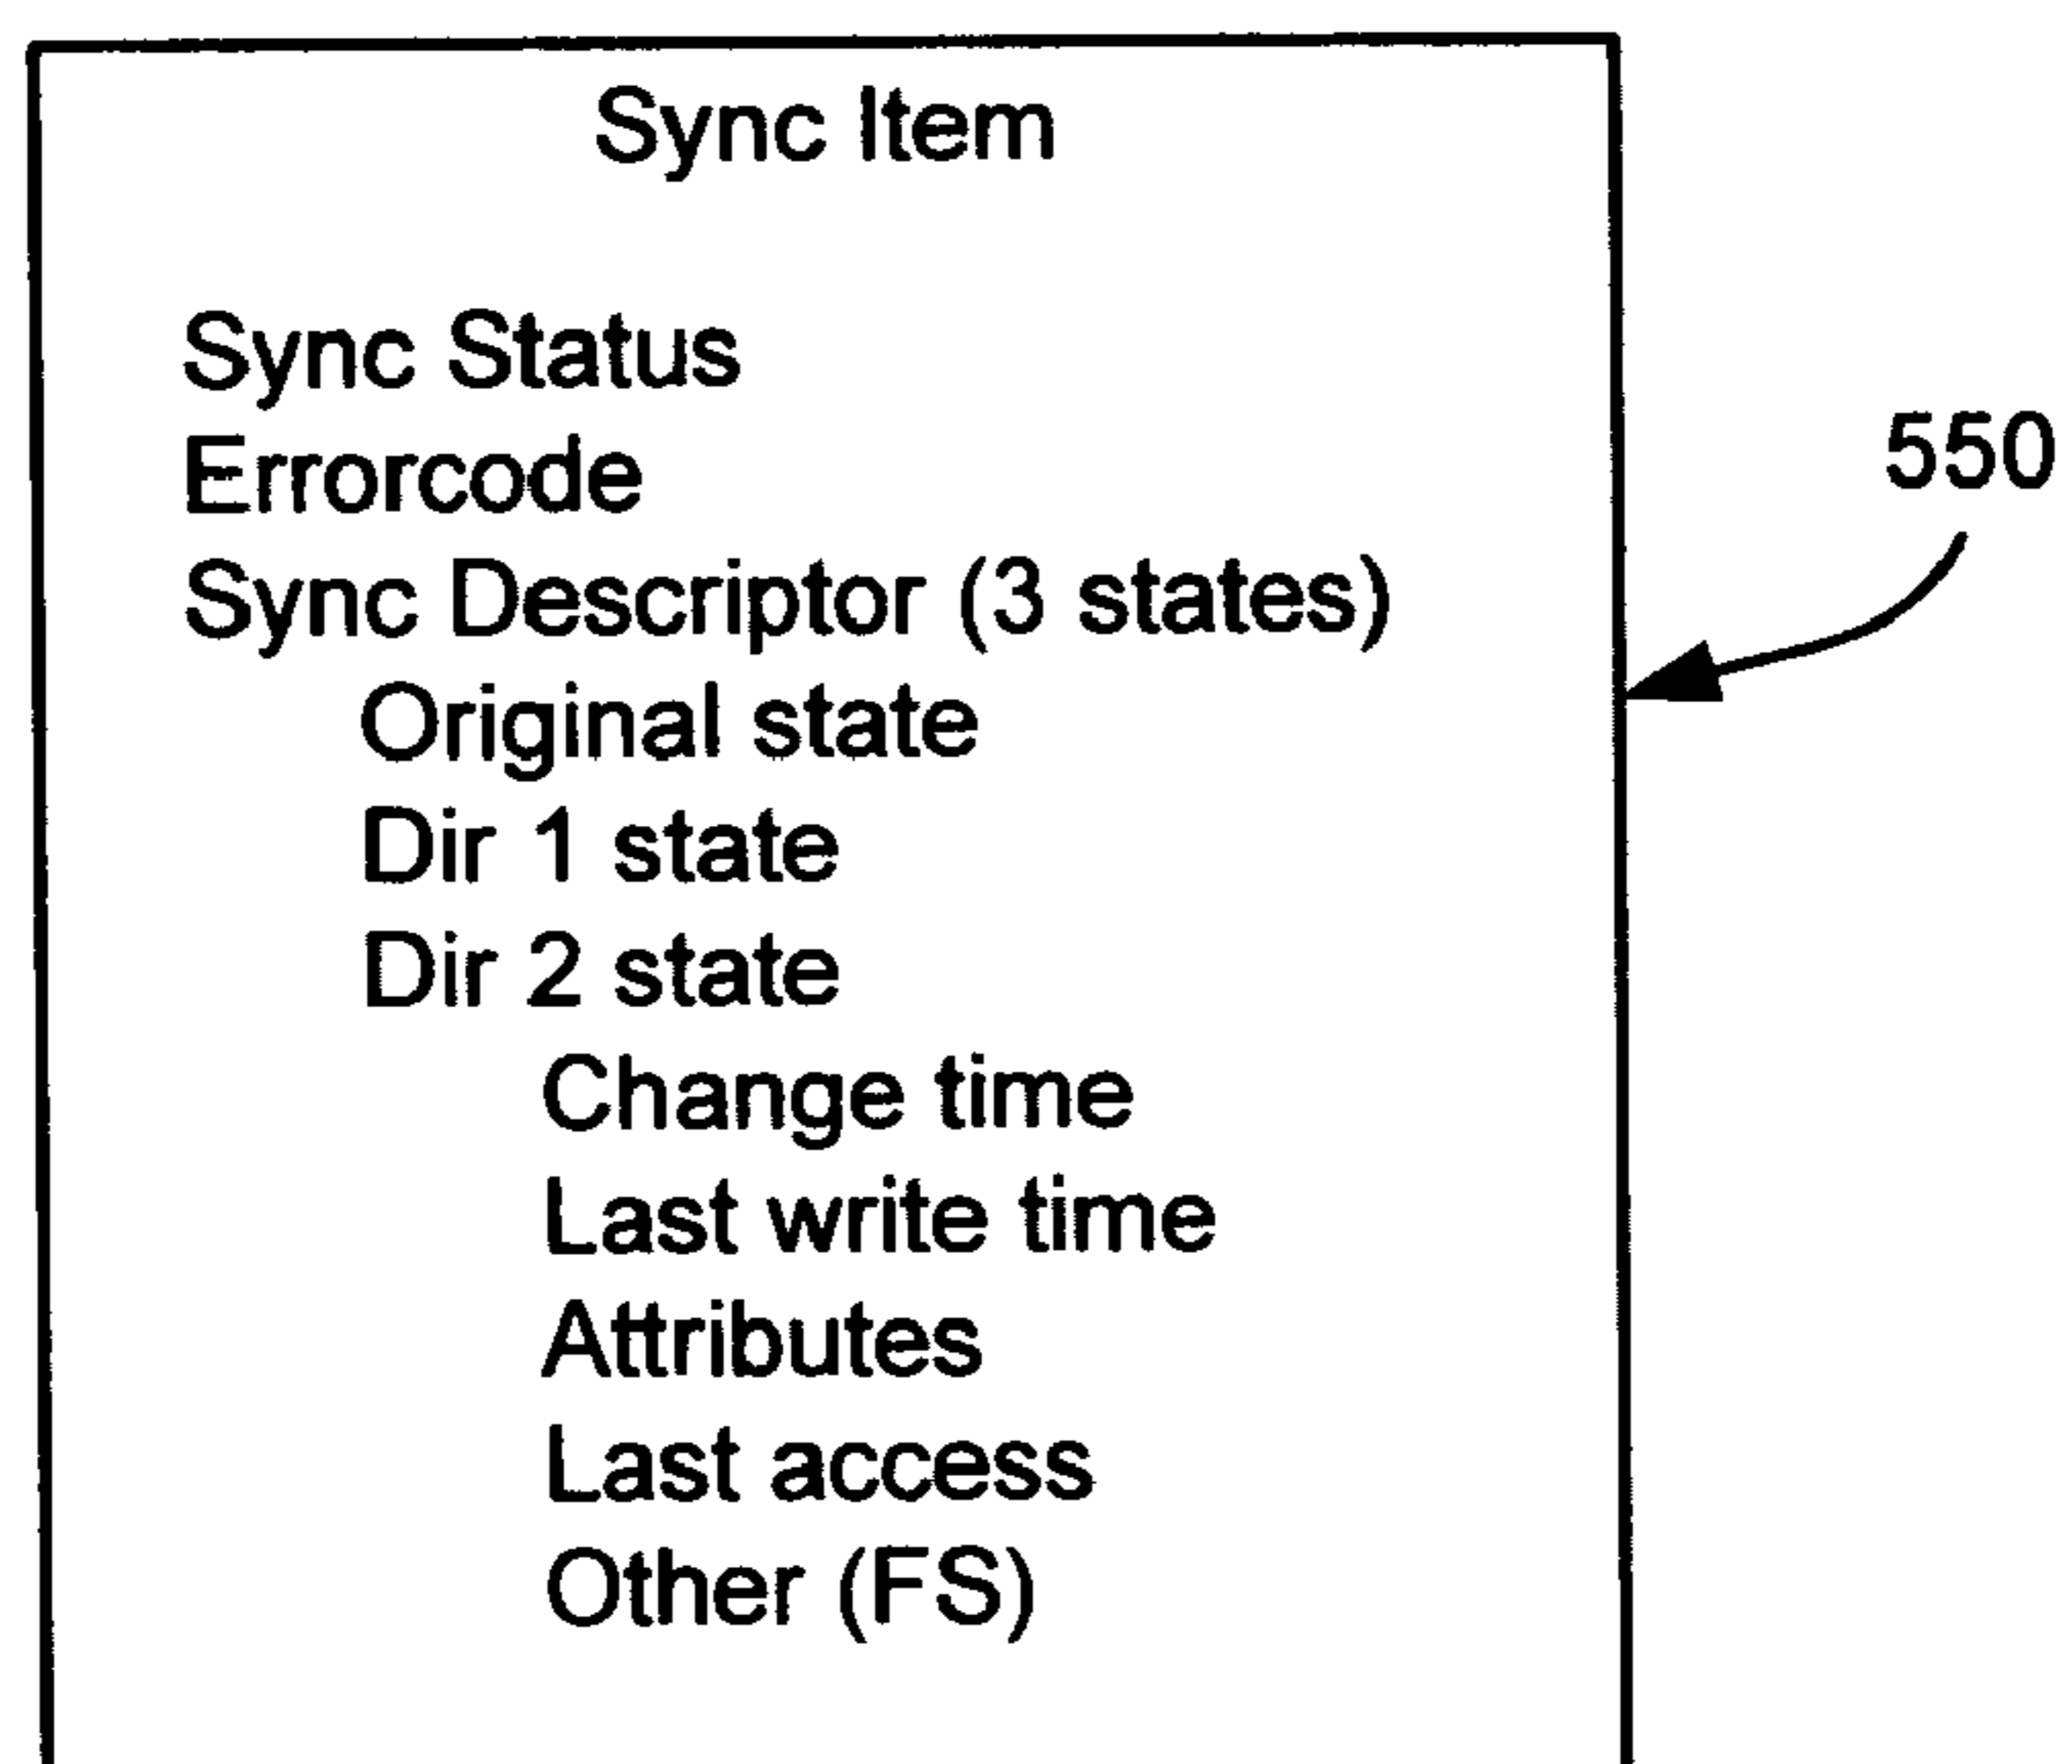 Sync Item
Sync Status
Errorcode
550
Sync Descriptor (3 states)
Original state
Dir 1 state
Dir 2 state
Change time
Last write time
Attributes
Last access
Other (FS)